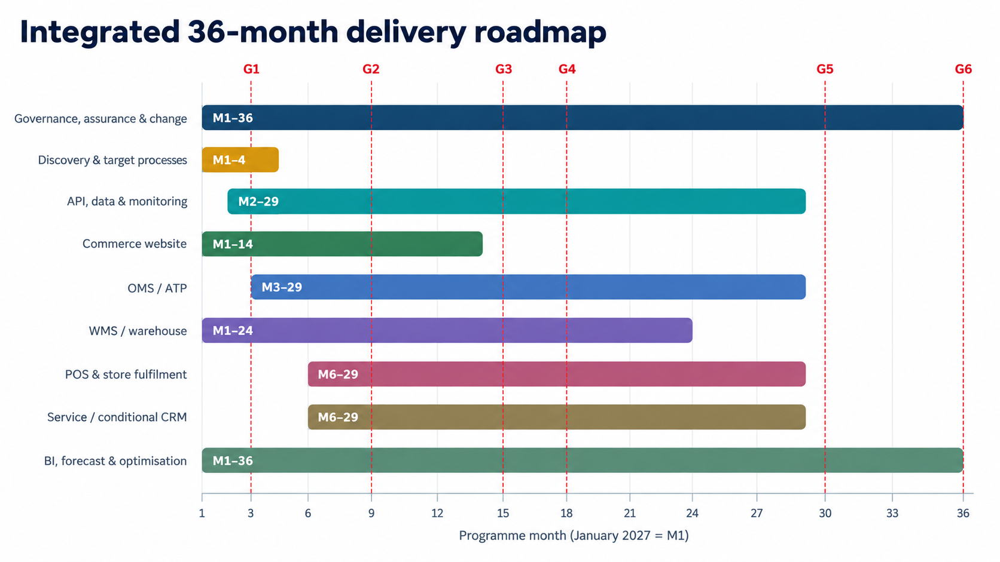 Integrated 36-month delivery roadmap
G1 G2 G3 G4 G5 G6
Governance, assurance & change M1–36
Discovery & target processes M1–4
API, data & monitoring M2–29
Commerce website M1–14
OMS / ATP M3–29
WMS / warehouse M1–24
POS & store fulfilment M6–29
Service / conditional CRM M6–29
BI, forecast & optimisation M1–36
1 3 6 9 12 15 18 21 24 27 30 33 36
Programme month (January 2027 = M1)